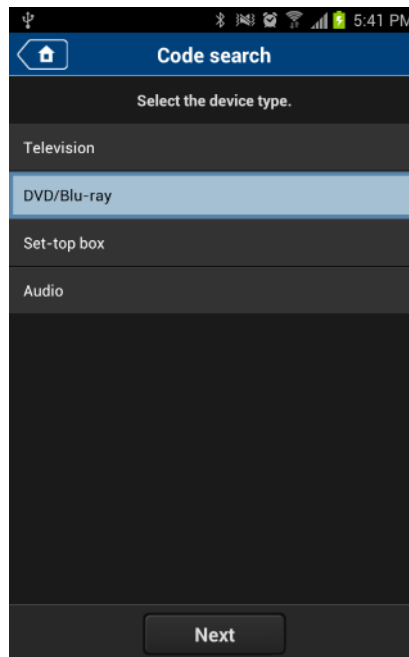 5:41 PM
Code search
Select the device type.
Television
DVD/Blu-ray
Set-top box
Audio
Next